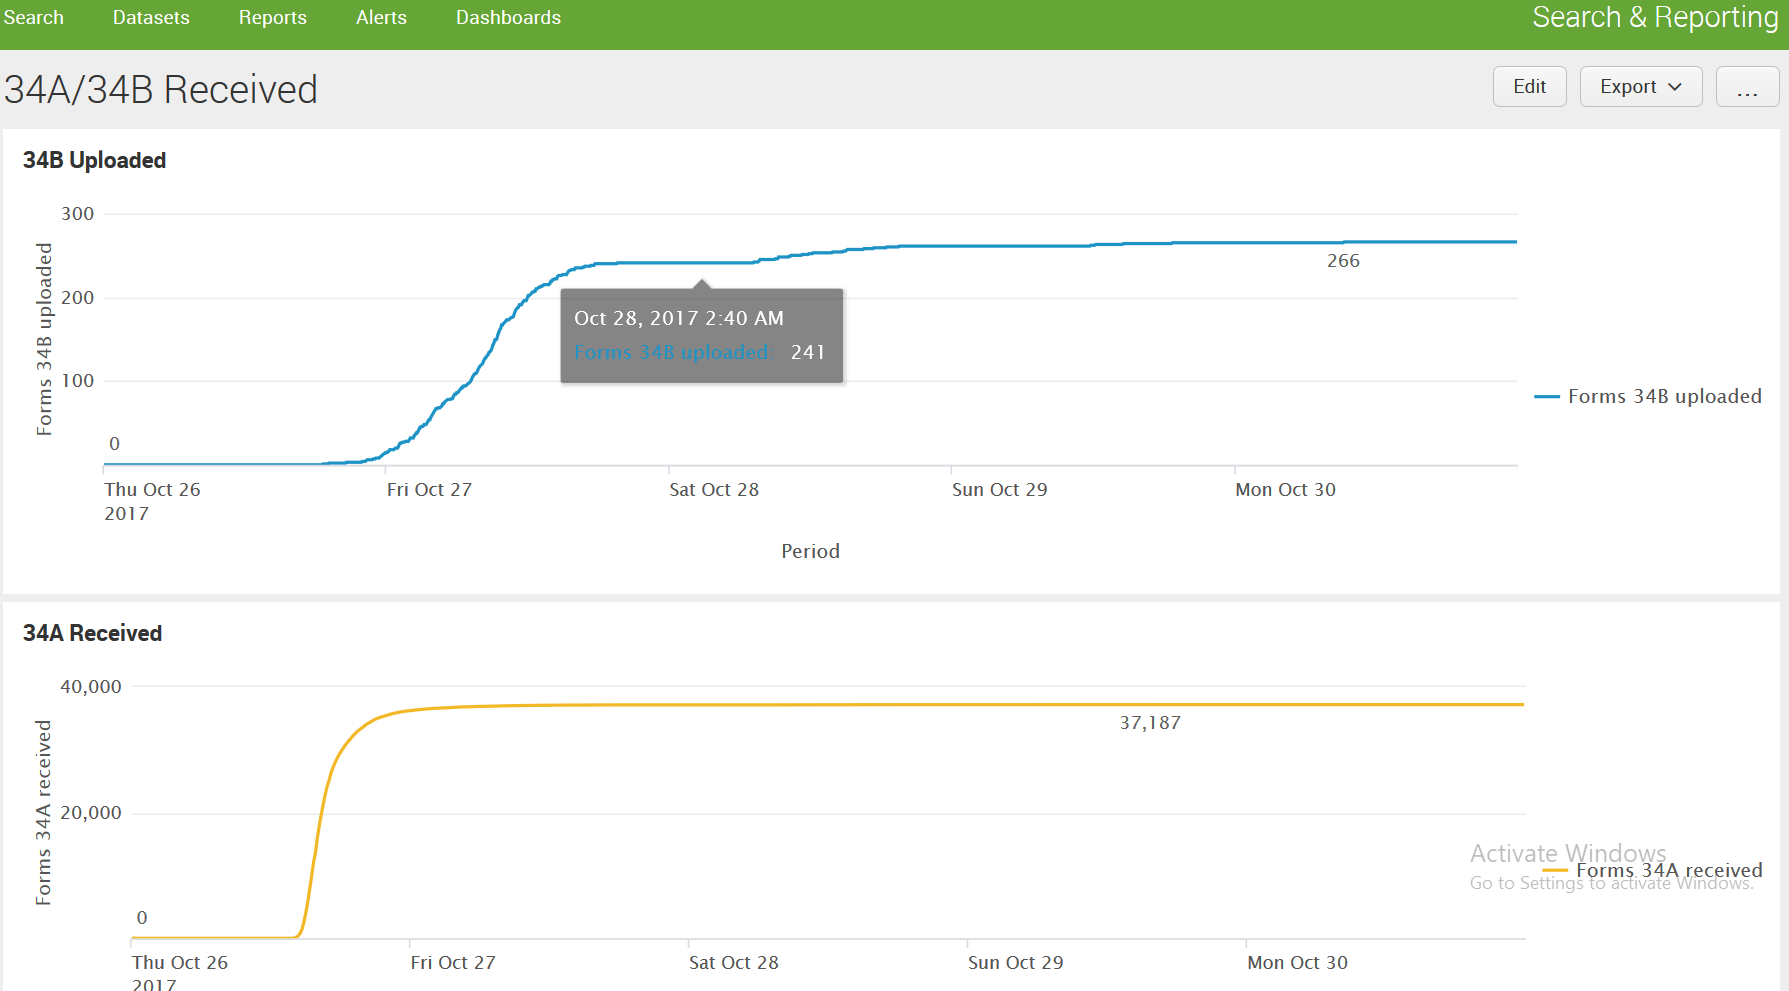 Search Datasets Reports Alerts Dashboards Search & Reporting
34A/34B Received
Edit Export ...
34B Uploaded
Forms 34B uploaded
300
200
100
0
266
Oct 28, 2017 2:40 AM
Forms 34B uploaded: 241
Forms 34B uploaded
Thu Oct 26 Fri Oct 27 Sat Oct 28 Sun Oct 29 Mon Oct 30
2017
Period
34A Received
Forms 34A received
40,000
20,000
0
37,187
Activate Windows
Forms 34A received
Go to Settings to activate Windows.
Thu Oct 26 Fri Oct 27 Sat Oct 28 Sun Oct 29 Mon Oct 30
2017